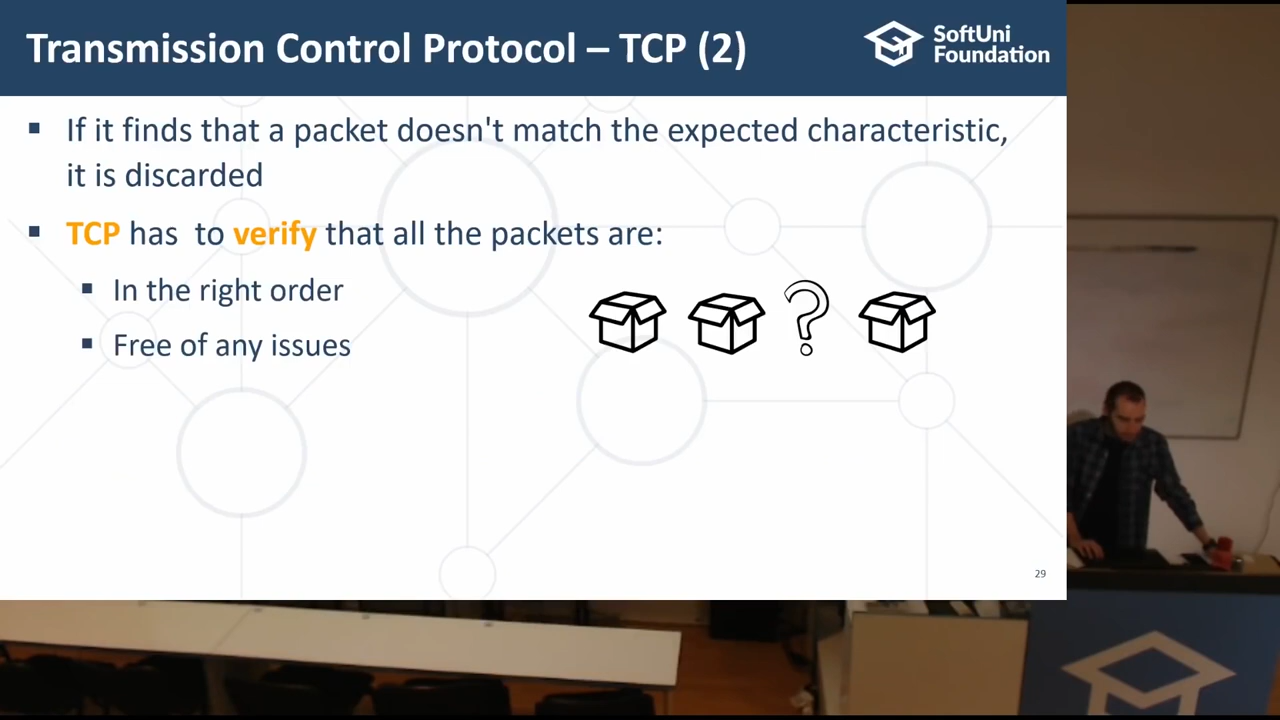 Transmission Control Protocol – TCP (2)
SoftUni
Foundation
If it finds that a packet doesn't match the expected characteristic,
it is discarded
TCP has to verify that all the packets are:
In the right order
Free of any issues
?
29